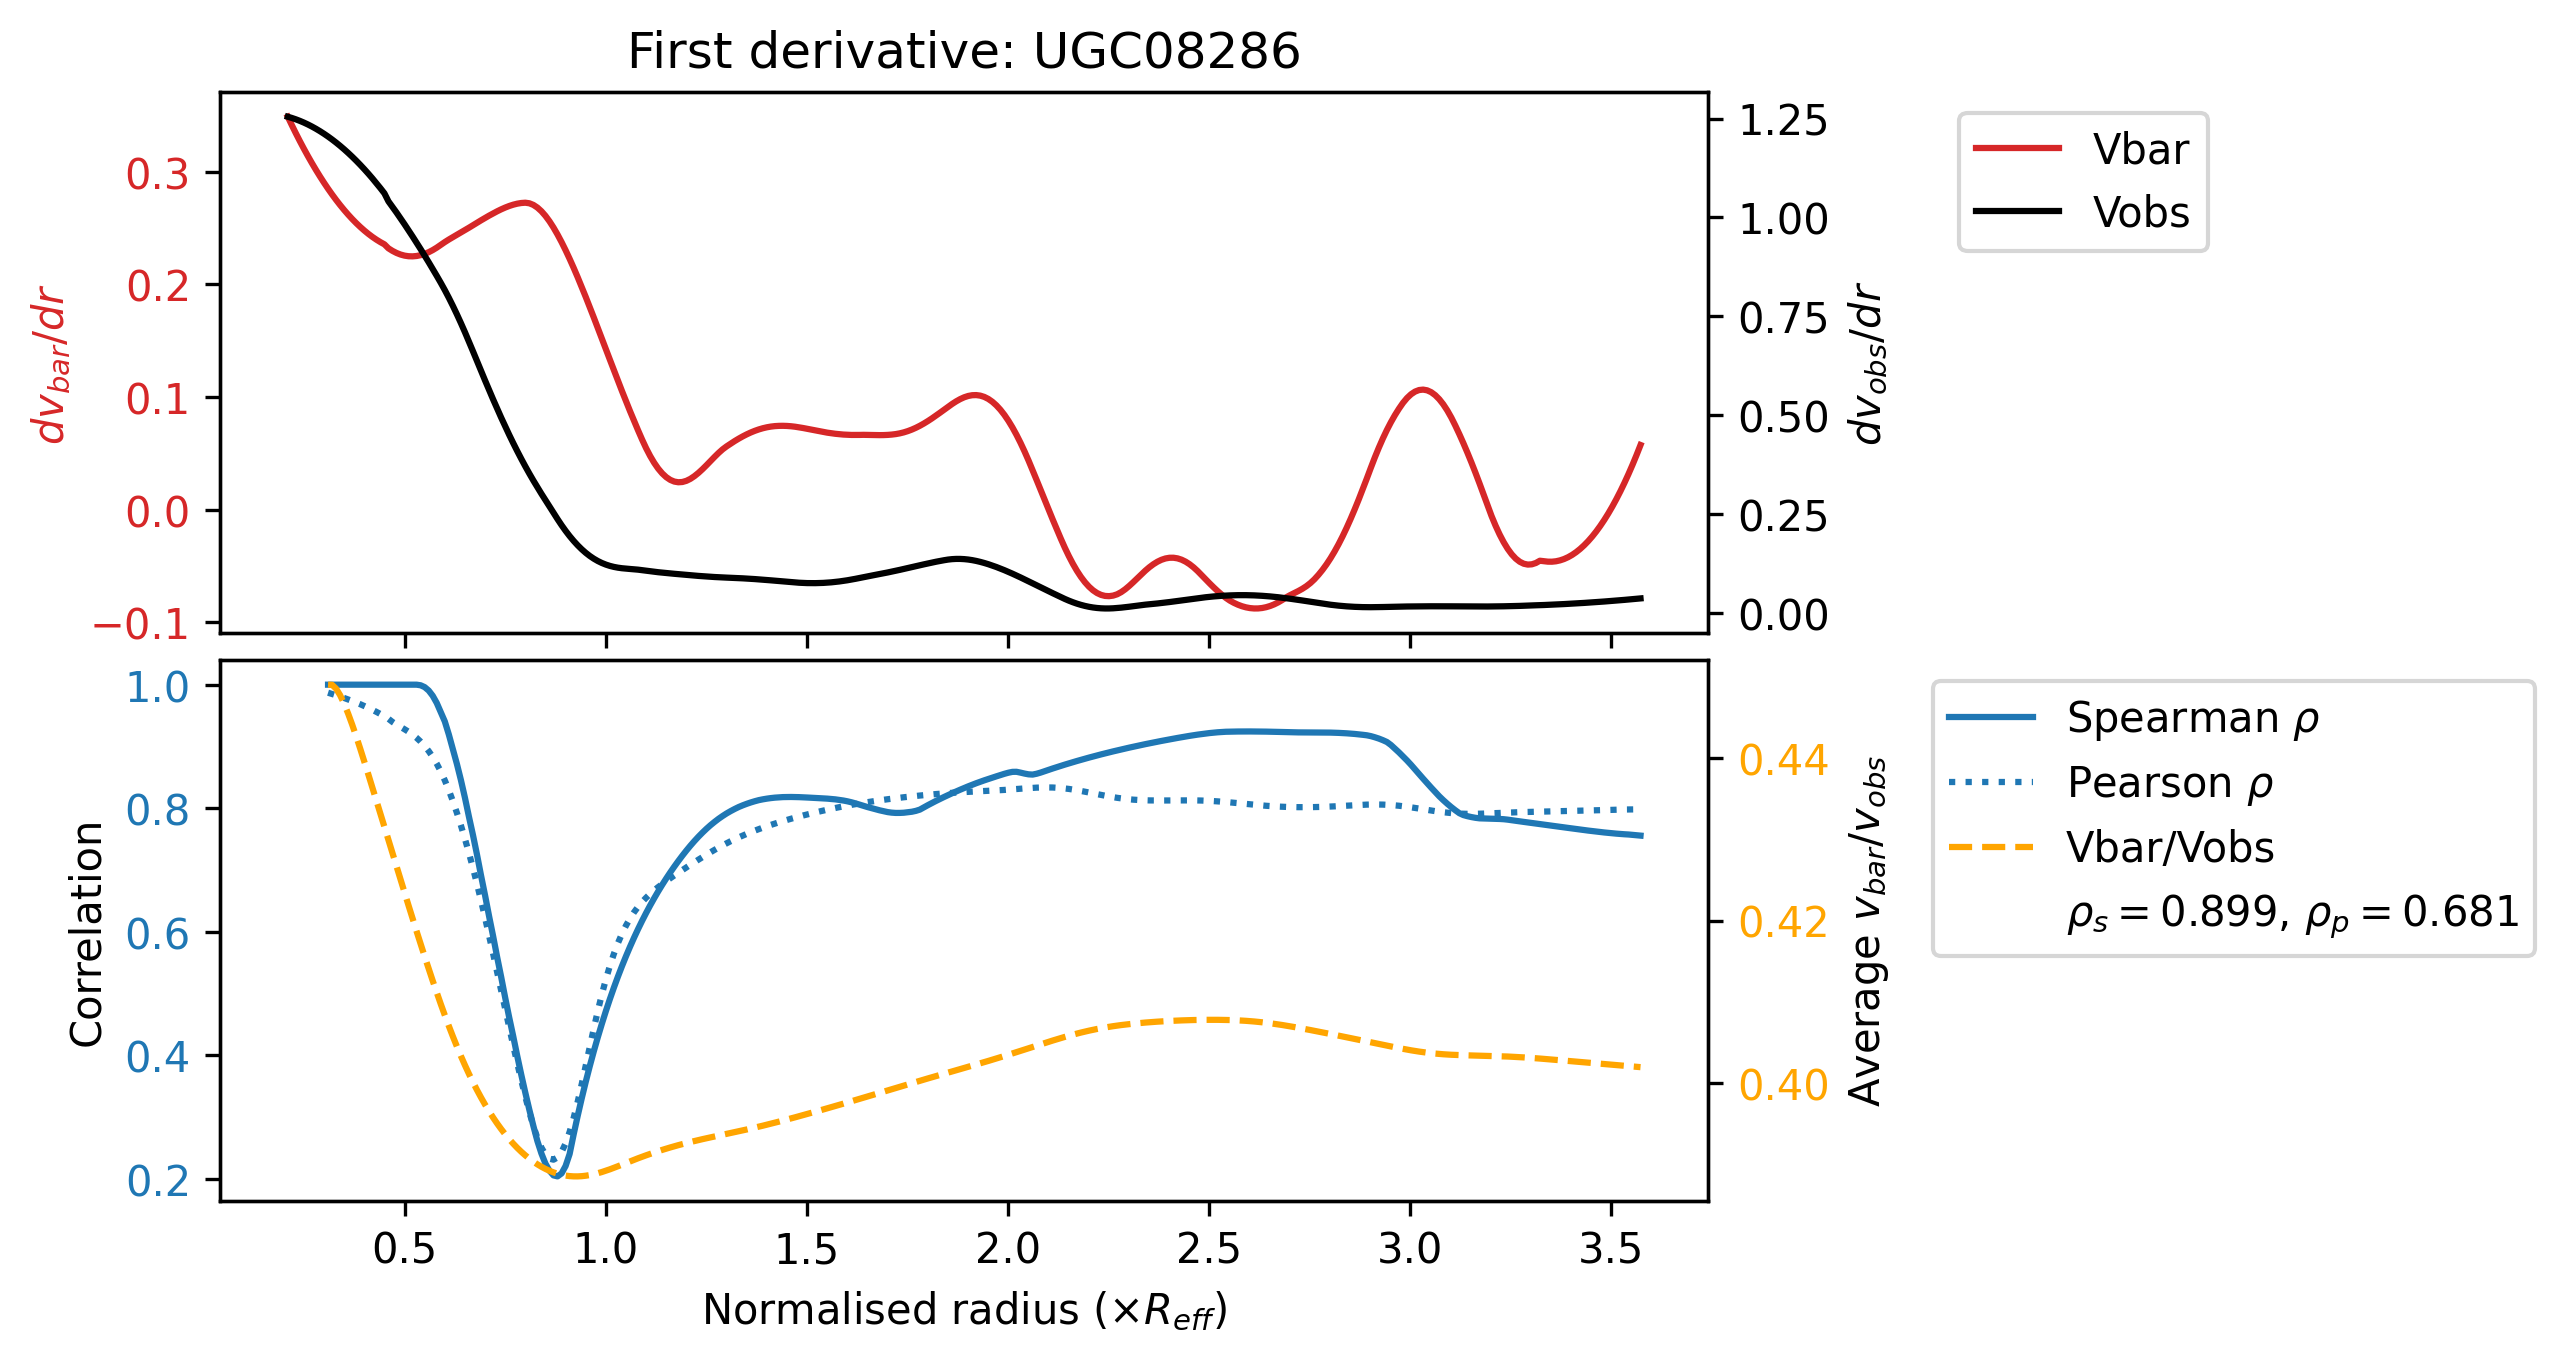 First derivative: UGC08286
0.3
0.2
0.1
0.0
−0.1
dv_bar/dr
1.25
1.00
0.75
0.50
0.25
0.00
dv_obs/dr
Vbar
Vobs
1.0
0.8
0.6
0.4
0.2
Correlation
0.44
0.42
0.40
Average v_bar/v_obs
Spearman ρ
Pearson ρ
Vbar/Vobs
ρ_s = 0.899, ρ_p = 0.681
0.5 1.0 1.5 2.0 2.5 3.0 3.5
Normalised radius (×R_eff)